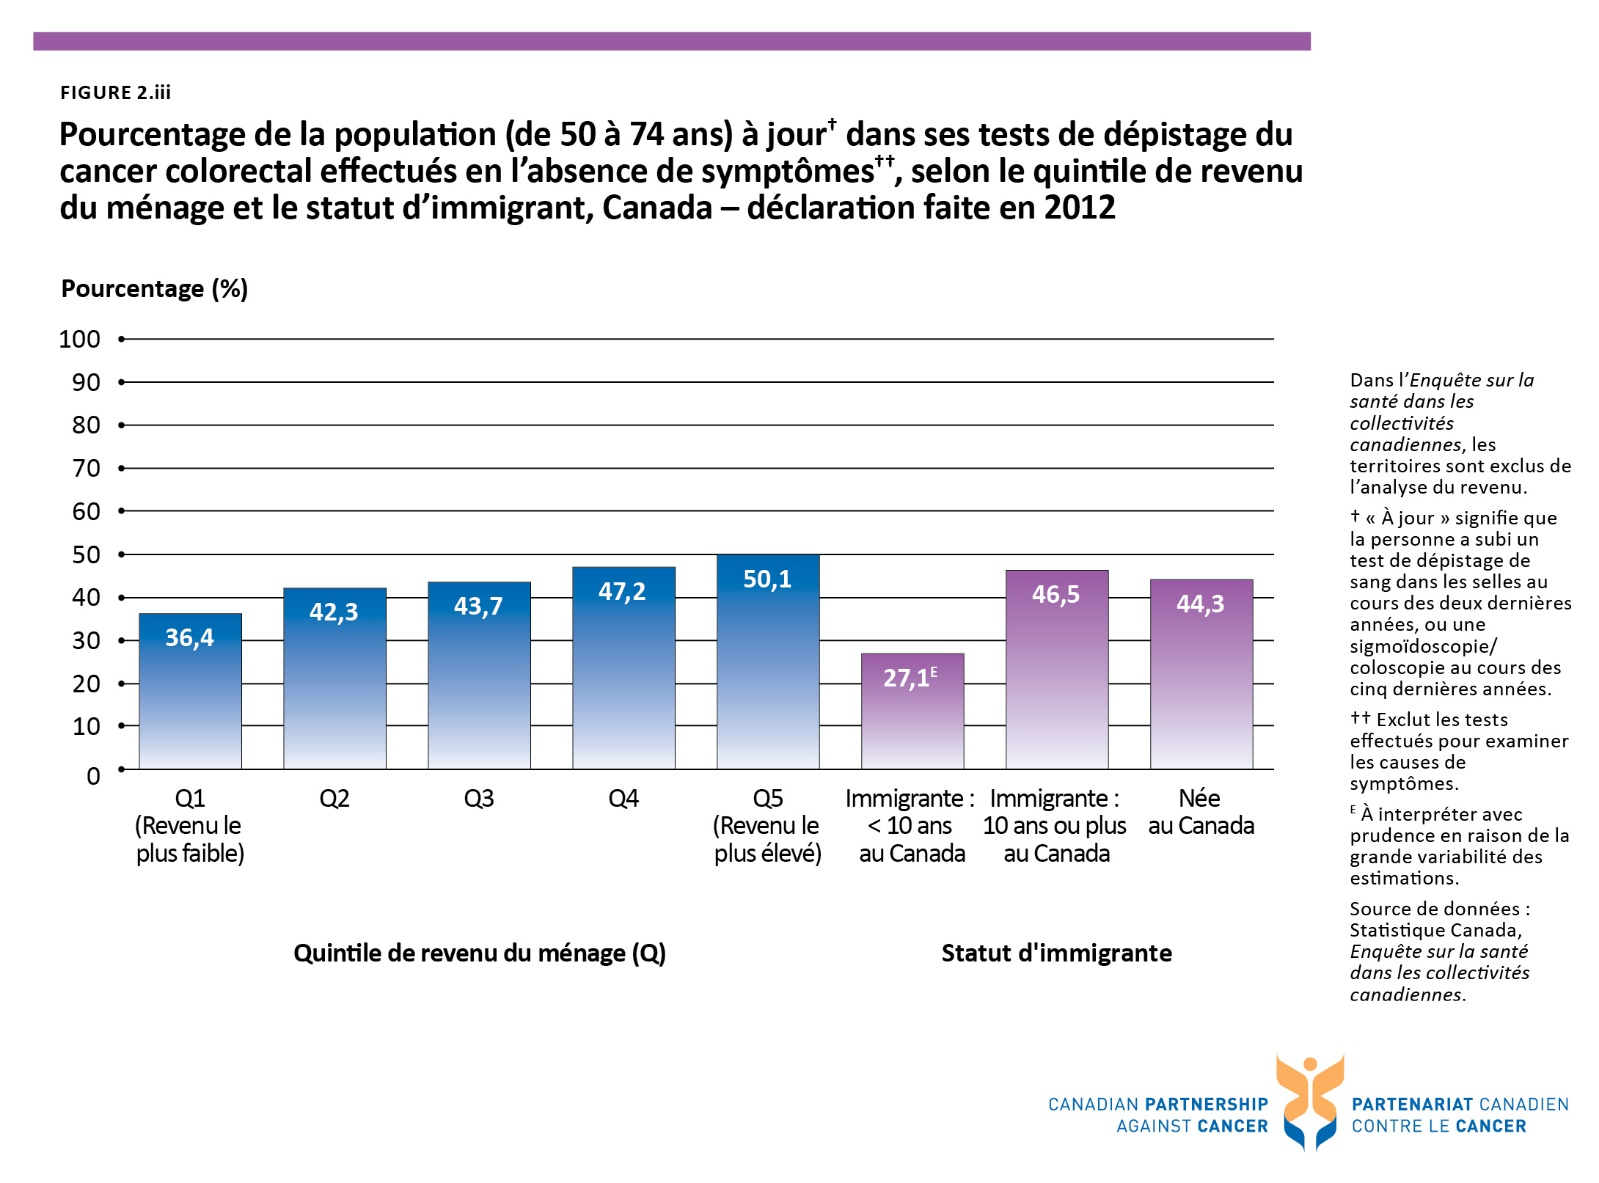 FIGURE 2.iii
Pourcentage de la population (de 50 à 74 ans) à jour† dans ses tests de dépistage du
cancer colorectal effectués en l’absence de symptômes††, selon le quintile de revenu
du ménage et le statut d’immigrant, Canada – déclaration faite en 2012
Pourcentage (%)
100
90
80
70
60
50
40
30
20
10
0
36,4
42,3
43,7
47,2
50,1
27,1E
46,5
44,3
Q1
(Revenu le
plus faible)
Q2
Q3
Q4
Q5
(Revenu le
plus élevé)
Immigrante :
< 10 ans
au Canada
Immigrante :
10 ans ou plus
au Canada
Née
au Canada
Quintile de revenu du ménage (Q)
Statut d'immigrante
Dans l’Enquête sur la
santé dans les
collectivités
canadiennes, les
territoires sont exclus de
l’analyse du revenu.
† « À jour » signifie que
la personne a subi un
test de dépistage de
sang dans les selles au
cours des deux dernières
années, ou une
sigmoïdoscopie/
coloscopie au cours des
cinq dernières années.
†† Exclut les tests
effectués pour examiner
les causes de
symptômes.
E À interpréter avec
prudence en raison de la
grande variabilité des
estimations.
Source de données :
Statistique Canada,
Enquête sur la santé
dans les collectivités
canadiennes.
CANADIAN PARTNERSHIP
AGAINST CANCER
PARTENARIAT CANADIEN
CONTRE LE CANCER